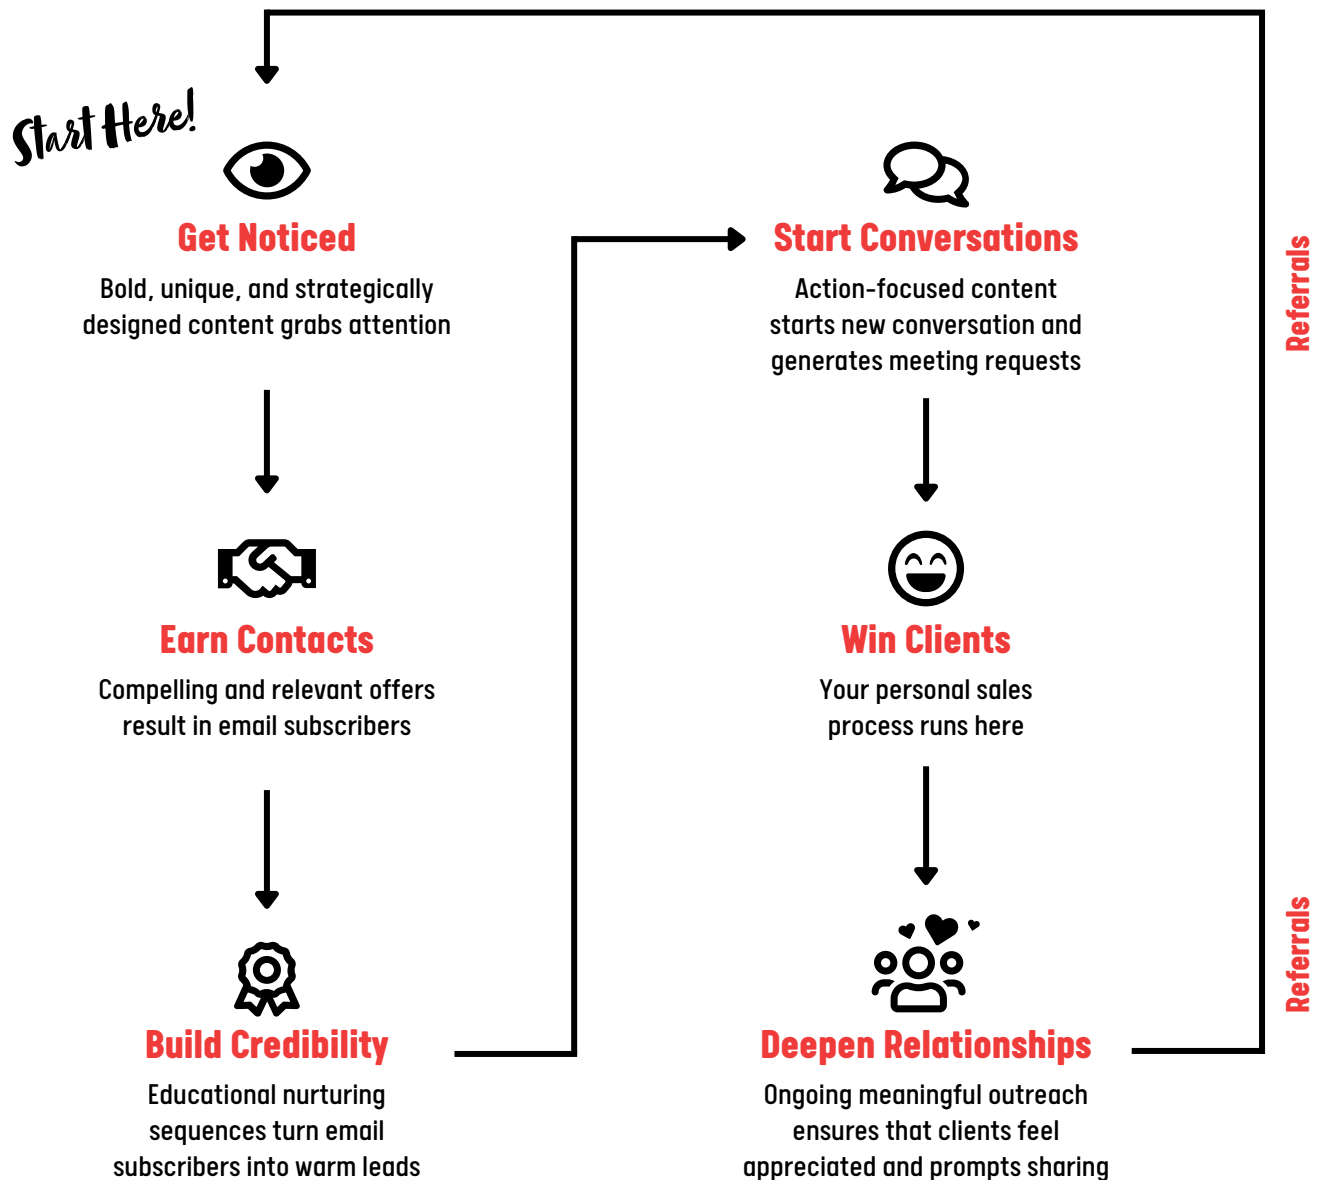 Start Here!
Get Noticed
Bold, unique, and strategically
designed content grabs attention
Earn Contacts
Compelling and relevant offers
result in email subscribers
Build Credibility
Educational nurturing
sequences turn email
subscribers into warm leads
Start Conversations
Action-focused content
starts new conversation and
generates meeting requests
Win Clients
Your personal sales
process runs here
Deepen Relationships
Ongoing meaningful outreach
ensures that clients feel
appreciated and prompts sharing
Referrals
Referrals